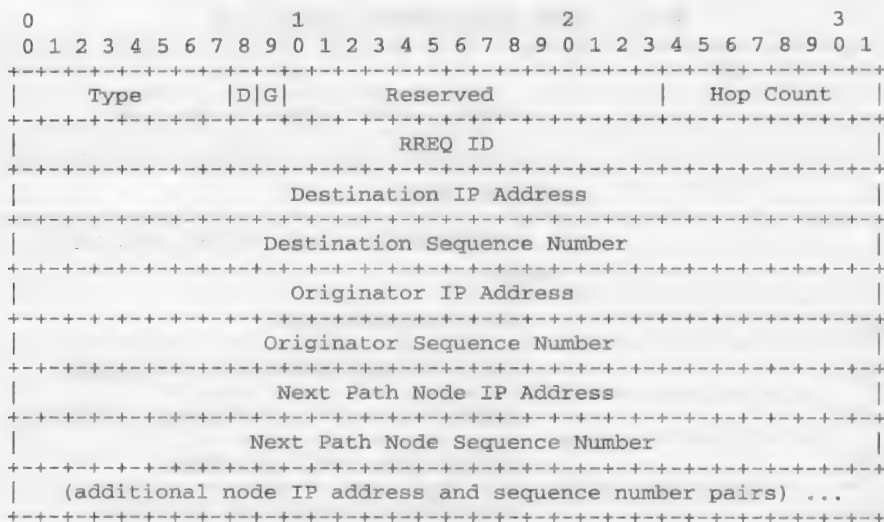 0                   1                   2                   3
0 1 2 3 4 5 6 7 8 9 0 1 2 3 4 5 6 7 8 9 0 1 2 3 4 5 6 7 8 9 0 1
+-+-+-+-+-+-+-+-+-+-+-+-+-+-+-+-+-+-+-+-+-+-+-+-+-+-+-+-+-+-+-+-+
| Type |D|G| Reserved | Hop Count |
+-+-+-+-+-+-+-+-+-+-+-+-+-+-+-+-+-+-+-+-+-+-+-+-+-+-+-+-+-+-+-+-+
| RREQ ID |
+-+-+-+-+-+-+-+-+-+-+-+-+-+-+-+-+-+-+-+-+-+-+-+-+-+-+-+-+-+-+-+-+
| Destination IP Address |
+-+-+-+-+-+-+-+-+-+-+-+-+-+-+-+-+-+-+-+-+-+-+-+-+-+-+-+-+-+-+-+-+
| Destination Sequence Number |
+-+-+-+-+-+-+-+-+-+-+-+-+-+-+-+-+-+-+-+-+-+-+-+-+-+-+-+-+-+-+-+-+
| Originator IP Address |
+-+-+-+-+-+-+-+-+-+-+-+-+-+-+-+-+-+-+-+-+-+-+-+-+-+-+-+-+-+-+-+-+
| Originator Sequence Number |
+-+-+-+-+-+-+-+-+-+-+-+-+-+-+-+-+-+-+-+-+-+-+-+-+-+-+-+-+-+-+-+-+
| Next Path Node IP Address |
+-+-+-+-+-+-+-+-+-+-+-+-+-+-+-+-+-+-+-+-+-+-+-+-+-+-+-+-+-+-+-+-+
| Next Path Node Sequence Number |
+-+-+-+-+-+-+-+-+-+-+-+-+-+-+-+-+-+-+-+-+-+-+-+-+-+-+-+-+-+-+-+-+
| (additional node IP address and sequence number pairs) ...
+-+-+-+-+-+-+-+-+-+-+-+-+-+-+-+-+-+-+-+-+-+-+-+-+-+-+-+-+-+-+-+-+